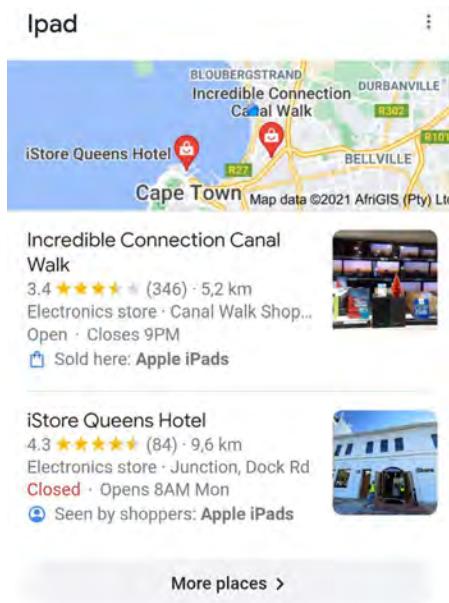 Ipad
BLOUBERGSTRAND
DURBANVILLE
Incredible Connection
Canal Walk
R302
R101
iStore Queens Hotel
BELLVILLE
R27
Cape Town
Map data ©2021 AfriGIS (Pty) Ltd
Incredible Connection Canal
Walk
3.4 (346) · 5,2 km
Electronics store · Canal Walk Shop...
Open · Closes 9PM
Sold here: Apple iPads
iStore Queens Hotel
4.3 (84) · 9,6 km
Electronics store · Junction, Dock Rd
Closed · Opens 8AM Mon
Seen by shoppers: Apple iPads
More places >